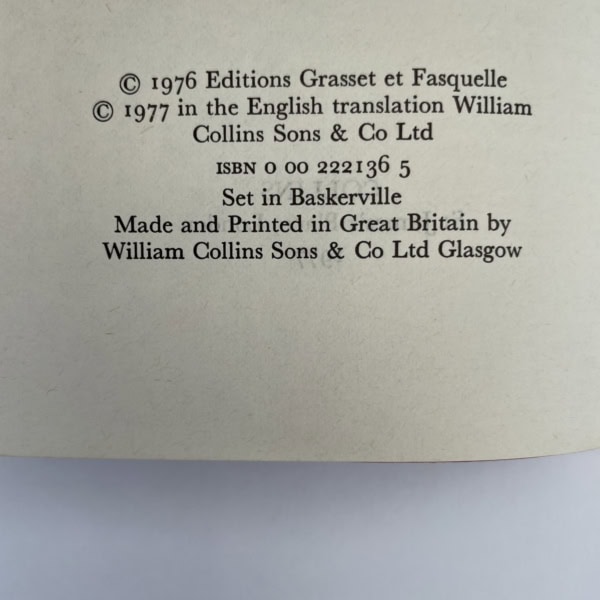 © 1976 Editions Grasset et Fasquelle
© 1977 in the English translation William
Collins Sons & Co Ltd
ISBN 0 00 222136 5
Set in Baskerville
Made and Printed in Great Britain by
William Collins Sons & Co Ltd Glasgow